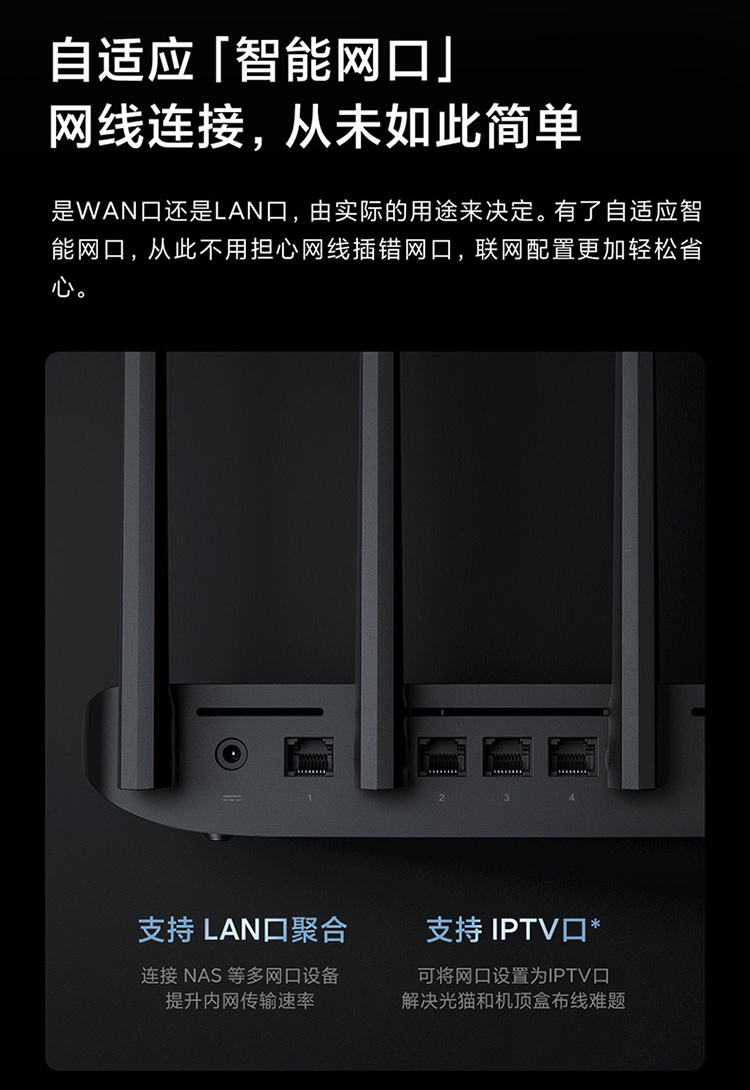 自适应「智能网口」
网线连接，从未如此简单
是WAN口还是LAN口，由实际的用途来决定。有了自适应智
能网口，从此不用担心网线插错网口，联网配置更加轻松省
心。
1 2 3 4
支持 LAN口聚合
连接 NAS 等多网口设备
提升内网传输速率
支持 IPTV口*
可将网口设置为IPTV口
解决光猫和机顶盒布线难题